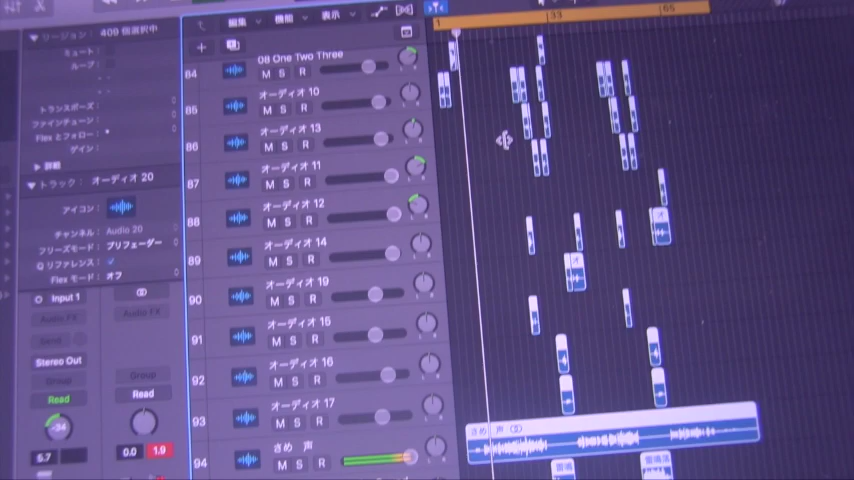 リージョン： 409 個選択中
ミュート：
ループ：
トランスポーズ：
ファインチューン：
Flex とフォロー：
ゲイン：
詳細
トラック： オーディオ 20
アイコン：
チャンネル： Audio 20
フリーズモード： プリフェーダー
Q リファレンス：
Flex モード： オフ
Input 1
Audio FX
Audio FX
Send
Stereo Out
Group
Group
Read
Read
-34
5.7
0.0
1.9
編集
機能
表示
1
33
65
84
08 One Two Three
M S R
85
オーディオ 10
M S R
86
オーディオ 13
M S R
87
オーディオ 11
M S R
88
オーディオ 12
M S R
89
オーディオ 14
M S R
90
オーディオ 19
M S R
91
オーディオ 15
M S R
92
オーディオ 16
M S R
93
オーディオ 17
M S R
94
さめ 声
M S R
オ
オ
さめ 声
雷鳴
雷鳴落